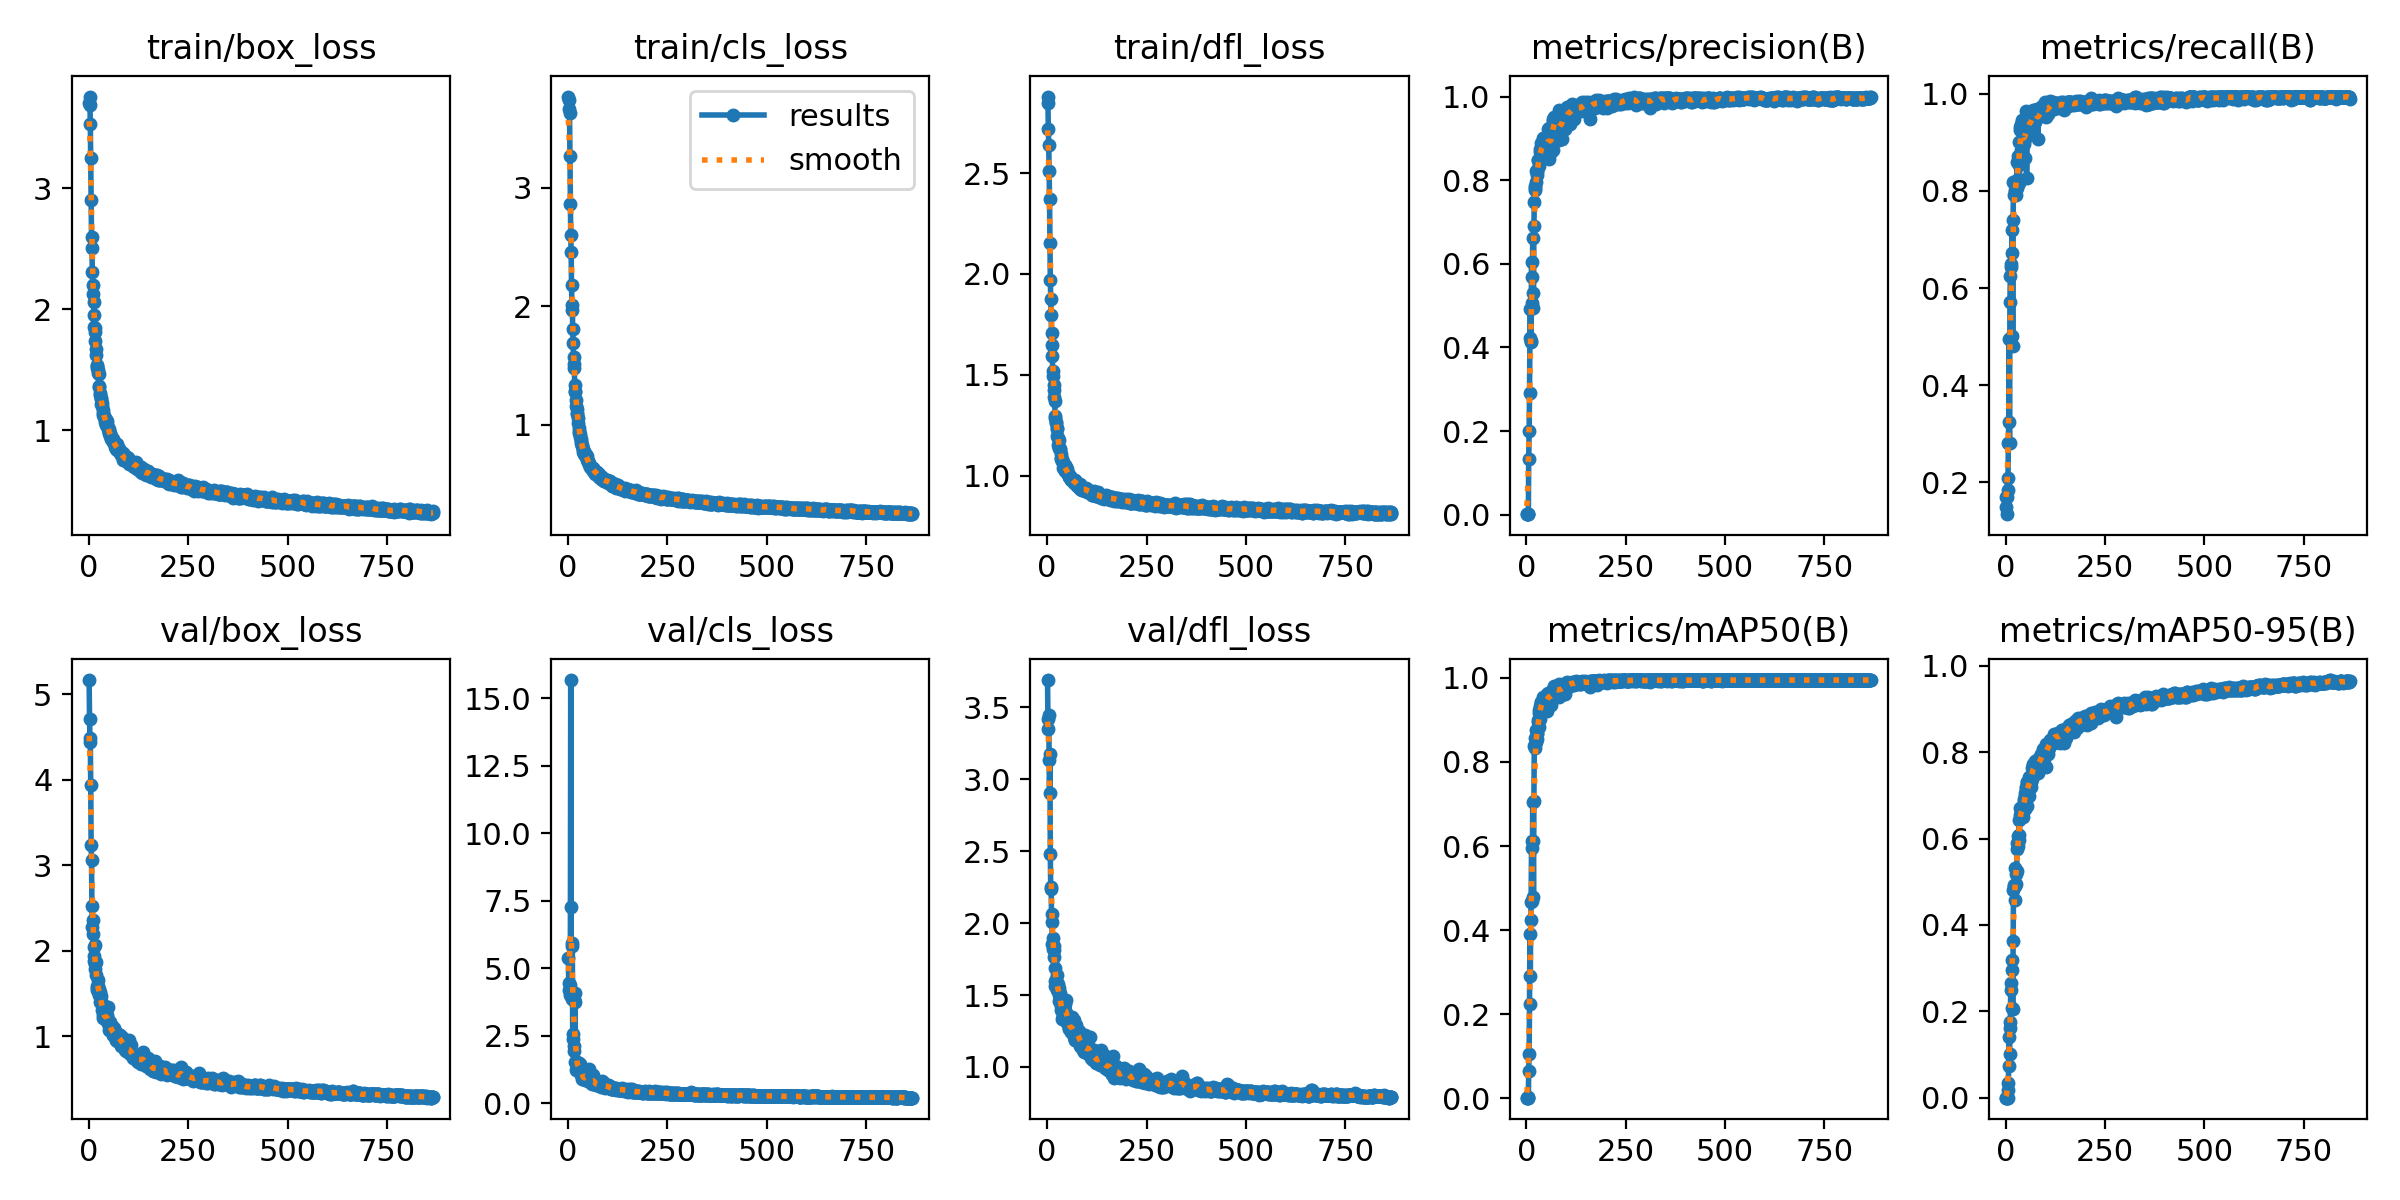 train/box_loss
3
2
1
0 250 500 750
train/cls_loss
results
smooth
3
2
1
0 250 500 750
train/dfl_loss
2.5
2.0
1.5
1.0
0 250 500 750
metrics/precision(B)
1.0
0.8
0.6
0.4
0.2
0.0
0 250 500 750
metrics/recall(B)
1.0
0.8
0.6
0.4
0.2
0 250 500 750
val/box_loss
5
4
3
2
1
0 250 500 750
val/cls_loss
15.0
12.5
10.0
7.5
5.0
2.5
0.0
0 250 500 750
val/dfl_loss
3.5
3.0
2.5
2.0
1.5
1.0
0 250 500 750
metrics/mAP50(B)
1.0
0.8
0.6
0.4
0.2
0.0
0 250 500 750
metrics/mAP50-95(B)
1.0
0.8
0.6
0.4
0.2
0.0
0 250 500 750